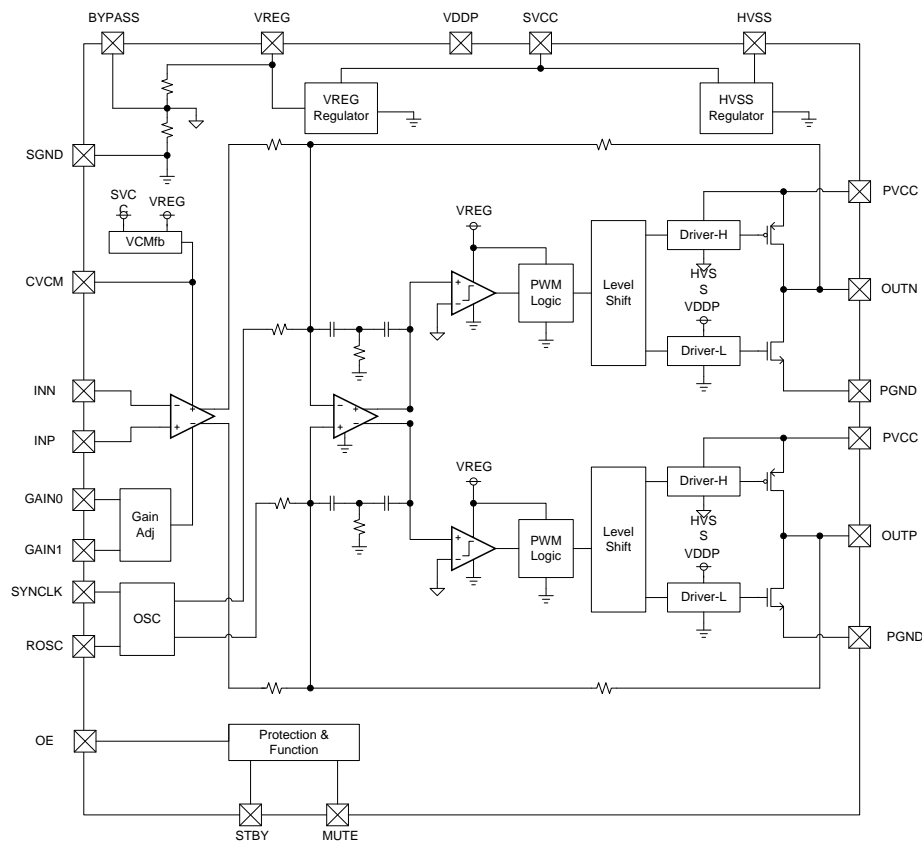 BYPASS
VREG
VDDP
SVCC
HVSS
VREG
Regulator
HVSS
Regulator
SGND
SVC
C
VREG
VCMfb
PVCC
VREG
Driver-H
HVS
S
CVCM
PWM
Logic
Level
Shift
OUTN
VDDP
Driver-L
INN
PGND
INP
PVCC
VREG
Driver-H
GAIN0
Gain
Adj
HVS
S
PWM
Logic
Level
Shift
OUTP
GAIN1
VDDP
SYNCLK
OSC
Driver-L
ROSC
PGND
OE
Protection &
Function
STBY
MUTE